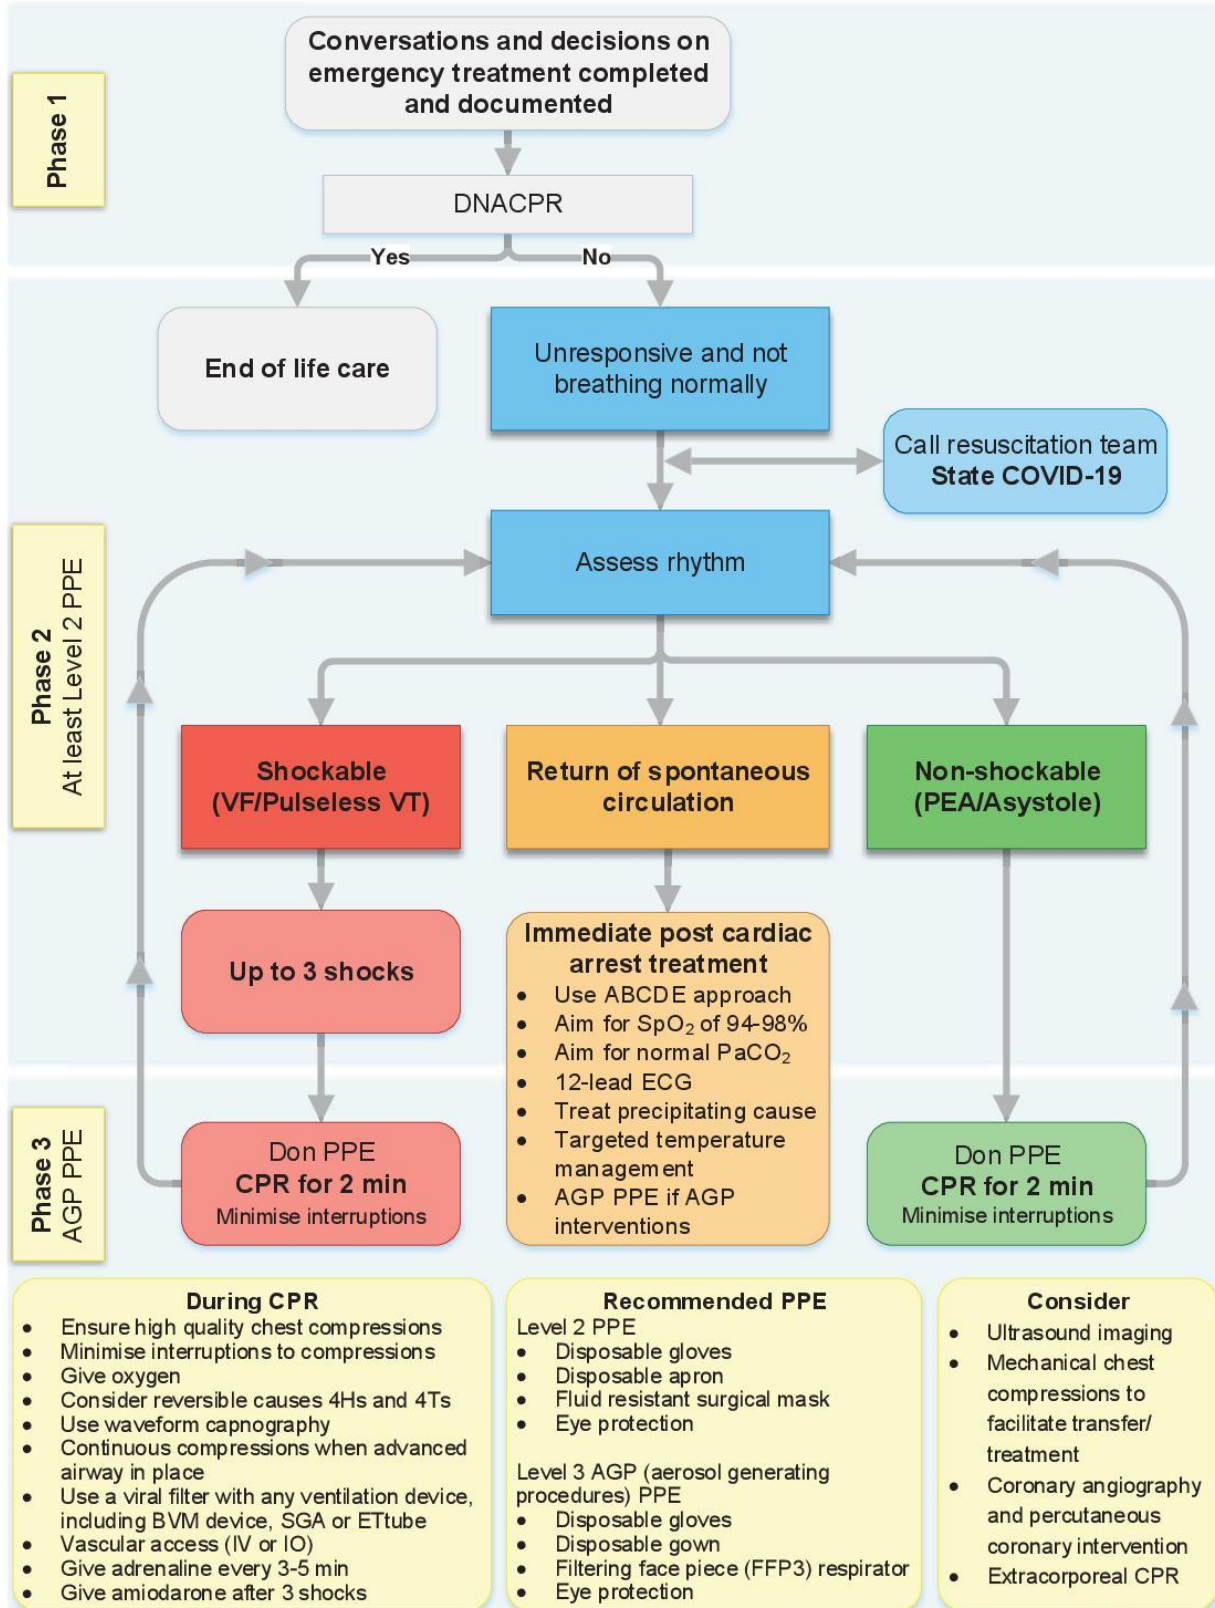 Phase 1
Conversations and decisions on
emergency treatment completed
and documented
DNACPR
Yes
No
Phase 2
At least Level 2 PPE
End of life care
Unresponsive and not
breathing normally
Call resuscitation team
State COVID-19
Assess rhythm
Shockable
(VF/Pulseless VT)
Return of spontaneous
circulation
Non-shockable
(PEA/Asystole)
Up to 3 shocks
Immediate post cardiac
arrest treatment
• Use ABCDE approach
• Aim for SpO₂ of 94-98%
• Aim for normal PaCO₂
• 12-lead ECG
• Treat precipitating cause
• Targeted temperature
management
• AGP PPE if AGP
interventions
Phase 3
AGP PPE
Don PPE
CPR for 2 min
Minimise interruptions
Don PPE
CPR for 2 min
Minimise interruptions
During CPR
• Ensure high quality chest compressions
• Minimise interruptions to compressions
• Give oxygen
• Consider reversible causes 4Hs and 4Ts
• Use waveform capnography
• Continuous compressions when advanced
airway in place
• Use a viral filter with any ventilation device,
including BVM device, SGA or ETtube
• Vascular access (IV or IO)
• Give adrenaline every 3-5 min
• Give amiodarone after 3 shocks
Recommended PPE
Level 2 PPE
• Disposable gloves
• Disposable apron
• Fluid resistant surgical mask
• Eye protection
Level 3 AGP (aerosol generating
procedures) PPE
• Disposable gloves
• Disposable gown
• Filtering face piece (FFP3) respirator
• Eye protection
Consider
• Ultrasound imaging
• Mechanical chest
compressions to
facilitate transfer/
treatment
• Coronary angiography
and percutaneous
coronary intervention
• Extracorporeal CPR